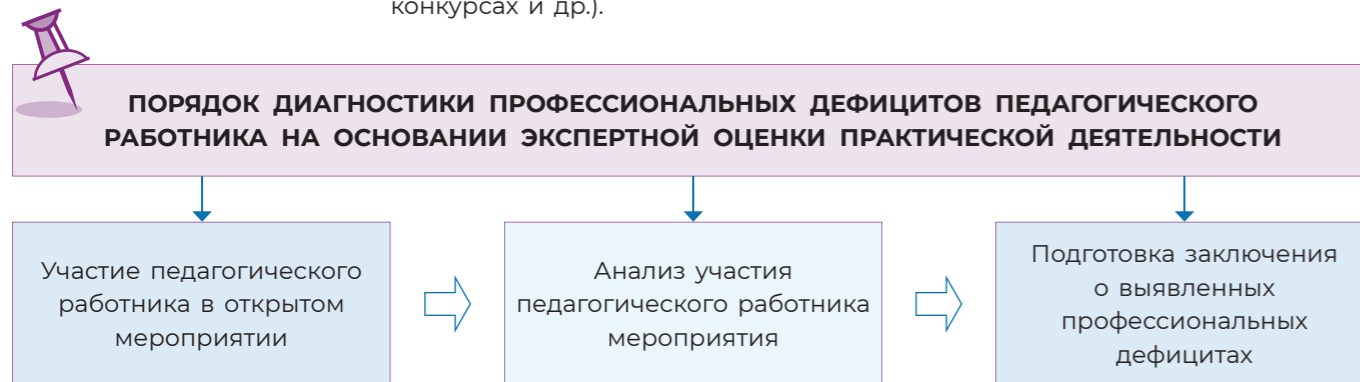 конкурсах и др.).
ПОРЯДОК ДИАГНОСТИКИ ПРОФЕССИОНАЛЬНЫХ ДЕФИЦИТОВ ПЕДАГОГИЧЕСКОГО
РАБОТНИКА НА ОСНОВАНИИ ЭКСПЕРТНОЙ ОЦЕНКИ ПРАКТИЧЕСКОЙ ДЕЯТЕЛЬНОСТИ
Участие педагогического
работника в открытом
мероприятии
Анализ участия
педагогического работника
мероприятия
Подготовка заключения
о выявленных
профессиональных
дефицитах